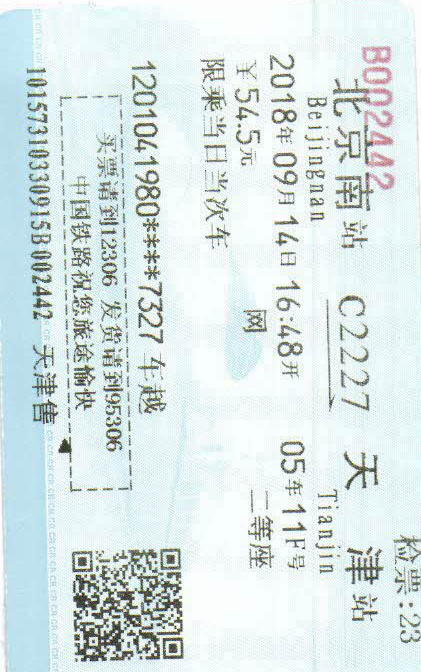 B002442
检票:23
北京南站 C2227 天津站
Beijingnan Tianjin
2018年09月14日16:48开 05车11F号
￥54.5元 网 二等座
限乘当日当次车
1201041980****7327 车越
买票请到12306 发货请到95306
中国铁路祝您旅途愉快
10157310330915B002442 天津售